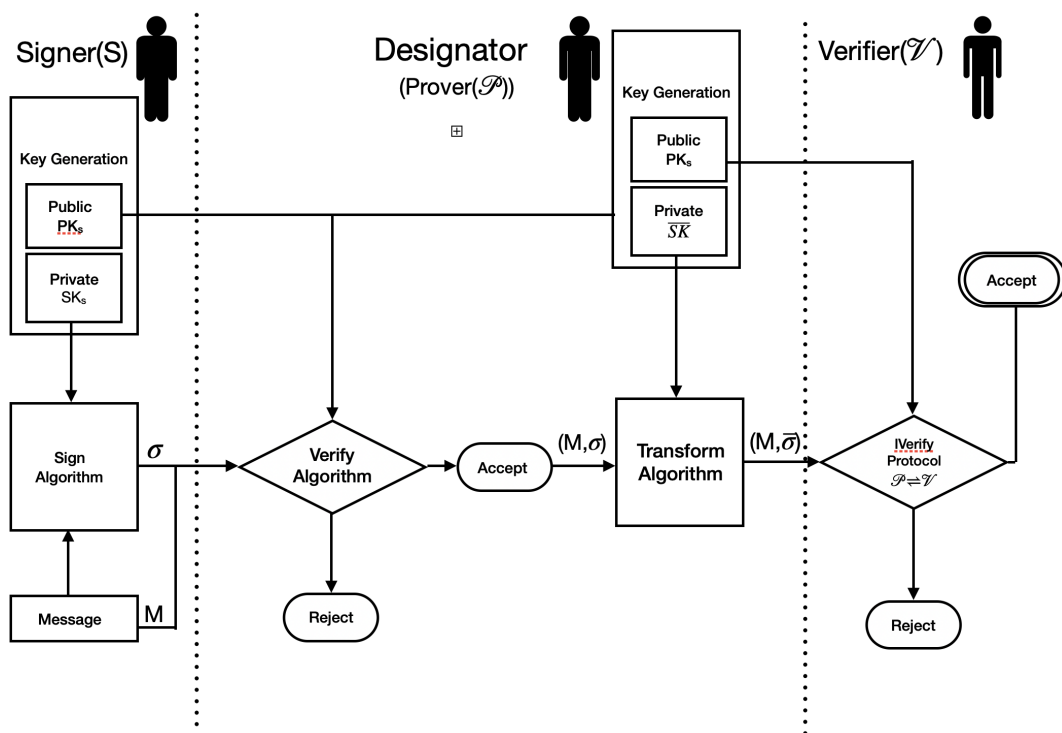 Signer(S)
Key Generation
Public
PKₛ
Private
SKₛ
Sign
Algorithm
Message
σ
M
Designator
(Prover(𝒫))
Key Generation
Public
PKₛ
Private
S̅K̅
Verify
Algorithm
Accept
Reject
(M,σ)
Transform
Algorithm
(M,σ̅)
Verifier(𝒱)
Accept
IVerify
Protocol
𝒫⇌𝒱
Reject